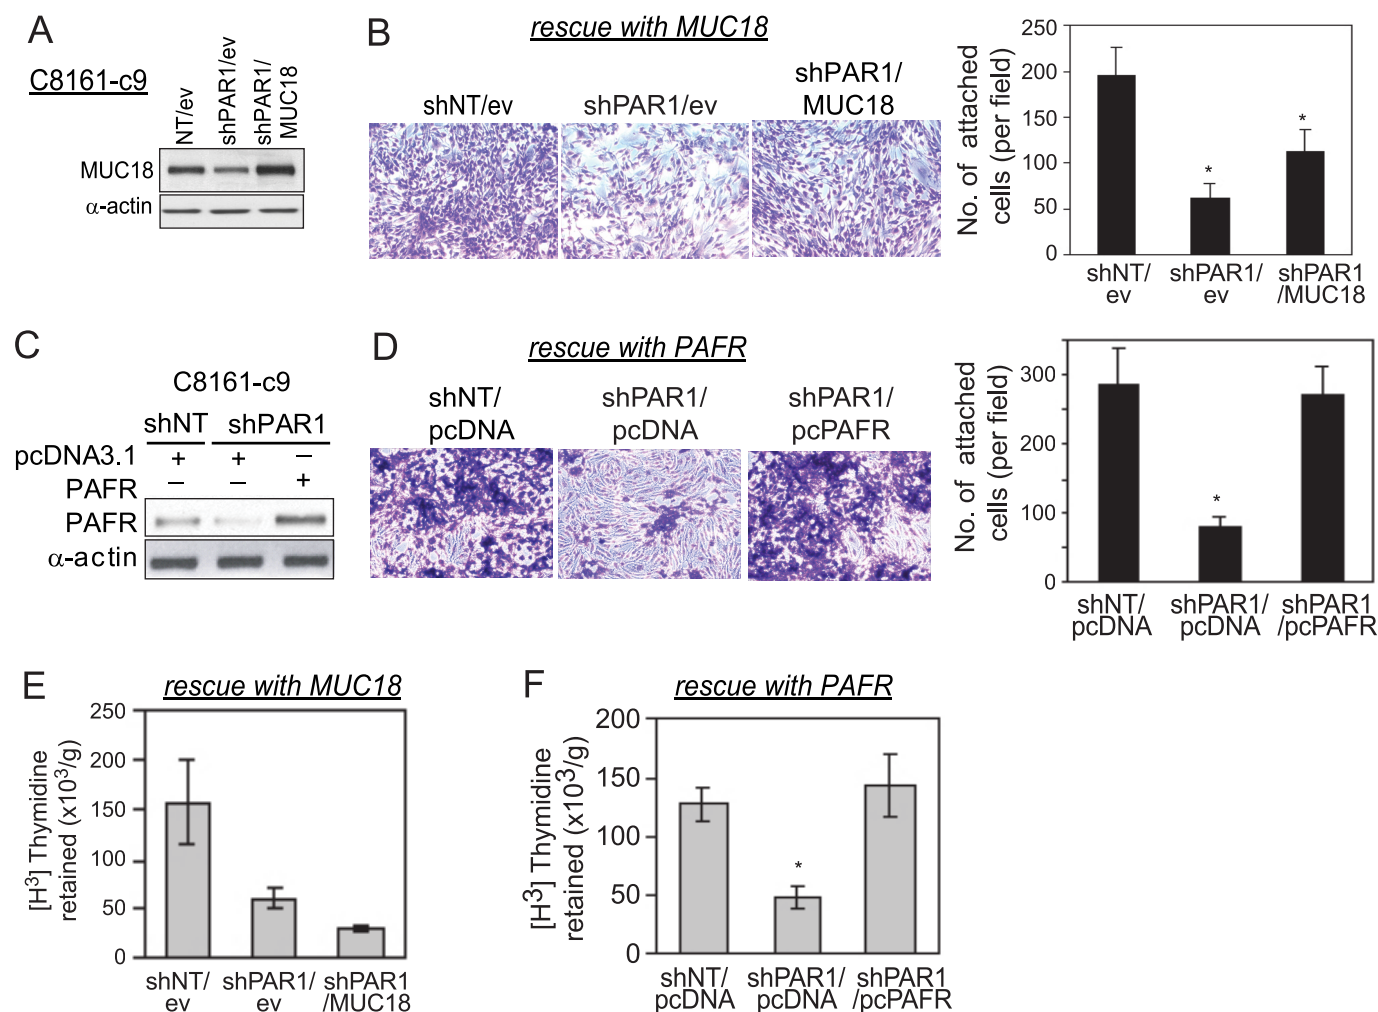 A
C8161-c9
NT/ev
shPAR1/ev
shPAR1/
MUC18
MUC18
α-actin
B
rescue with MUC18
shNT/ev
shPAR1/ev
shPAR1/
MUC18
No. of attached
cells (per field)
250
200
150
100
50
0
*
*
shNT/
ev
shPAR1/
ev
shPAR1
/MUC18
C
C8161-c9
shNT shPAR1
pcDNA3.1 + + –
PAFR – – +
PAFR
α-actin
D
rescue with PAFR
shNT/
pcDNA
shPAR1/
pcDNA
shPAR1/
pcPAFR
No. of attached
cells (per field)
300
200
100
0
*
shNT/
pcDNA
shPAR1/
pcDNA
shPAR1
/pcPAFR
E
rescue with MUC18
[H³] Thymidine
retained (x10³/g)
250
200
150
100
50
0
shNT/
ev
shPAR1/
ev
shPAR1
/MUC18
F
rescue with PAFR
[H³] Thymidine
retained (x10³/g)
200
150
100
50
0
*
shNT/
pcDNA
shPAR1/
pcDNA
shPAR1
/pcPAFR